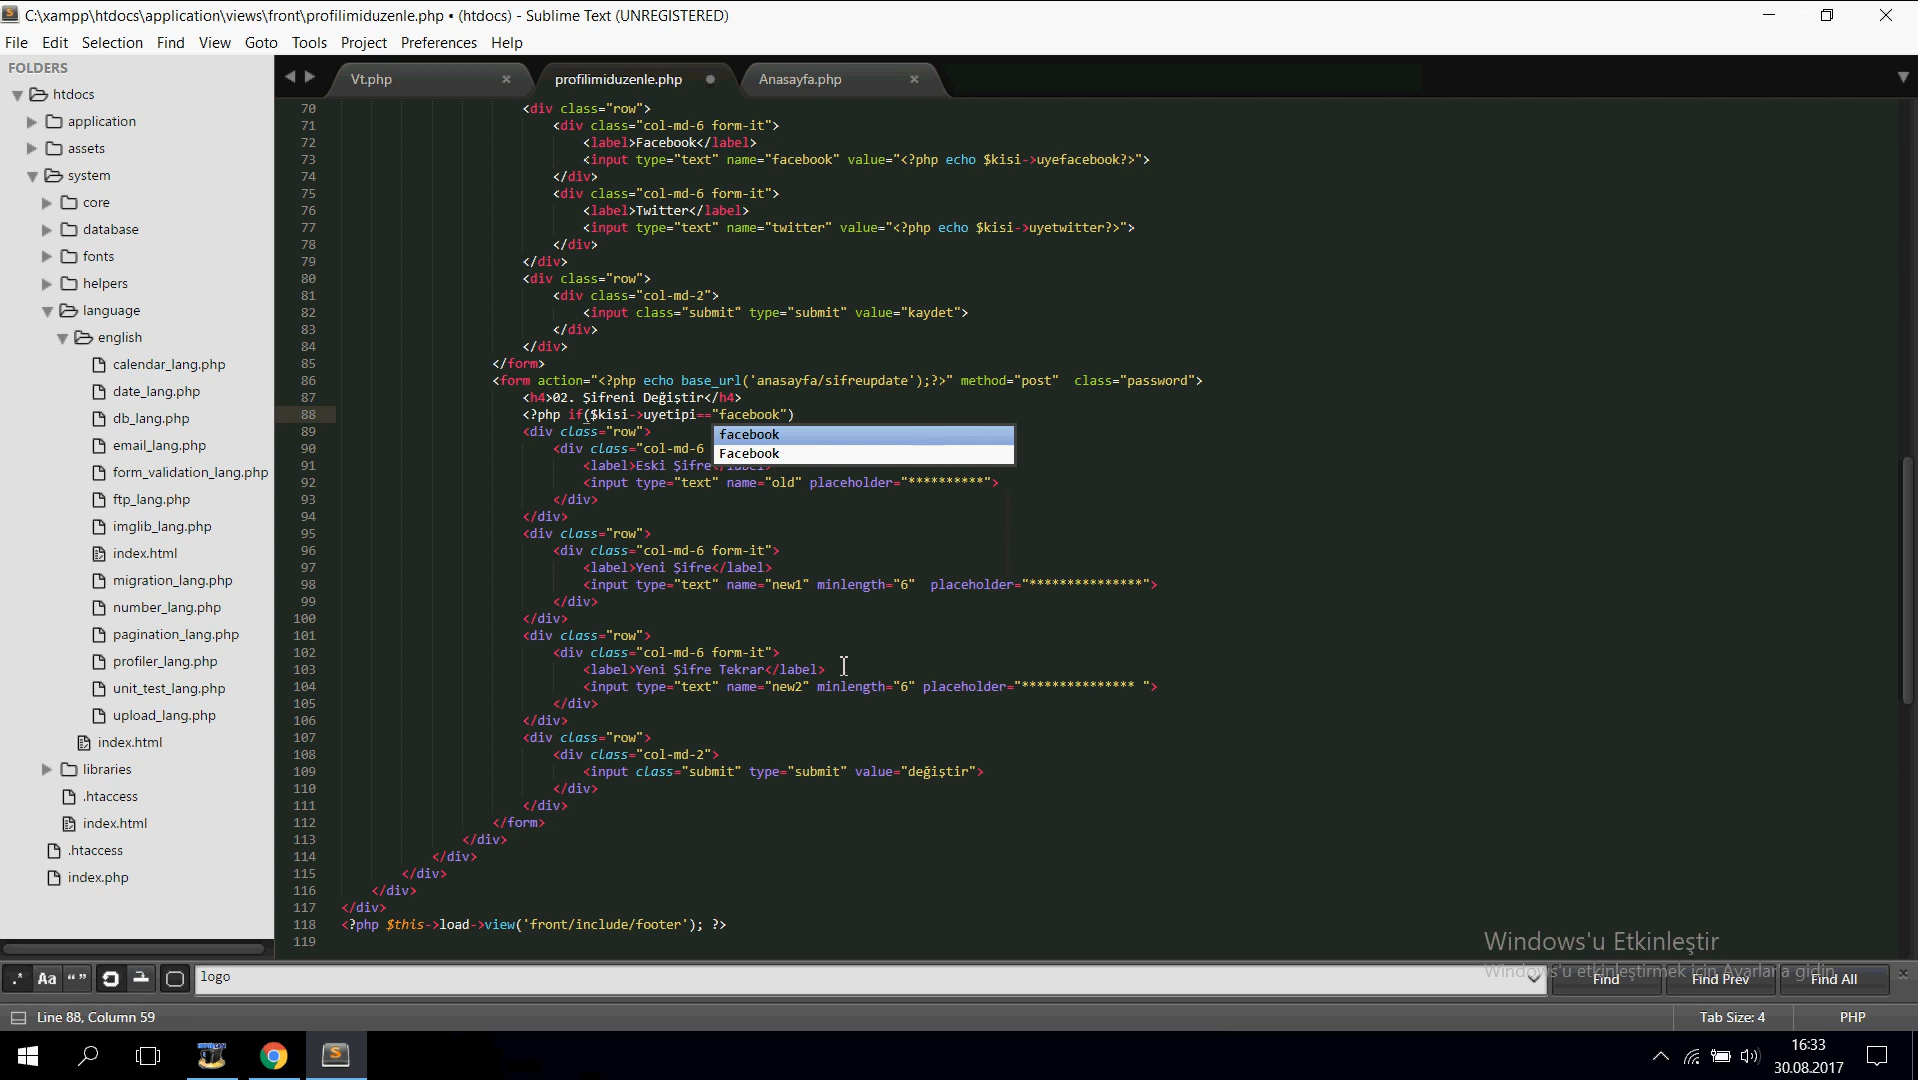 C:\xampp\htdocs\application\views\front\profilimiduzenle.php • (htdocs) - Sublime Text (UNREGISTERED)
File Edit Selection Find View Goto Tools Project Preferences Help
FOLDERS
htdocs
application
assets
system
core
database
fonts
helpers
language
english
calendar_lang.php
date_lang.php
db_lang.php
email_lang.php
form_validation_lang.php
ftp_lang.php
imglib_lang.php
index.html
migration_lang.php
number_lang.php
pagination_lang.php
profiler_lang.php
unit_test_lang.php
upload_lang.php
index.html
libraries
.htaccess
index.html
.htaccess
index.php
Vt.php profilimiduzenle.php Anasayfa.php
70 <div class="row">
71 <div class="col-md-6 form-it">
72 <label>Facebook</label>
73 <input type="text" name="facebook" value="<?php echo $kisi->uyefacebook?>">
74 </div>
75 <div class="col-md-6 form-it">
76 <label>Twitter</label>
77 <input type="text" name="twitter" value="<?php echo $kisi->uyetwitter?>">
78 </div>
79 </div>
80 <div class="row">
81 <div class="col-md-2">
82 <input class="submit" type="submit" value="kaydet">
83 </div>
84 </div>
85 </form>
86 <form action="<?php echo base_url('anasayfa/sifreupdate');?>" method="post"  class="password">
87 <h4>02. Şifreni Değiştir</h4>
88 <?php if($kisi->uyetipi=="facebook")
89 <div class="row">
90 <div class="col-md-6
91 <label>Eski Şifre</label>
92 <input type="text" name="old" placeholder="**********">
93 </div>
94 </div>
95 <div class="row">
96 <div class="col-md-6 form-it">
97 <label>Yeni Şifre</label>
98 <input type="text" name="new1" minlength="6"  placeholder="***************">
99 </div>
100 </div>
101 <div class="row">
102 <div class="col-md-6 form-it">
103 <label>Yeni Şifre Tekrar</label>
104 <input type="text" name="new2" minlength="6" placeholder="*************** ">
105 </div>
106 </div>
107 <div class="row">
108 <div class="col-md-2">
109 <input class="submit" type="submit" value="değiştir">
110 </div>
111 </div>
112 </form>
113 </div>
114 </div>
115 </div>
116 </div>
117 </div>
118 <?php $this->load->view('front/include/footer'); ?>
119
facebook
Facebook
Windows'u Etkinleştir
Windows'u etkinleştirmek için Ayarlar'a gidin.
.* Aa “ ” logo Find Find Prev Find All
Line 88, Column 59 Tab Size: 4 PHP
16:33
30.08.2017